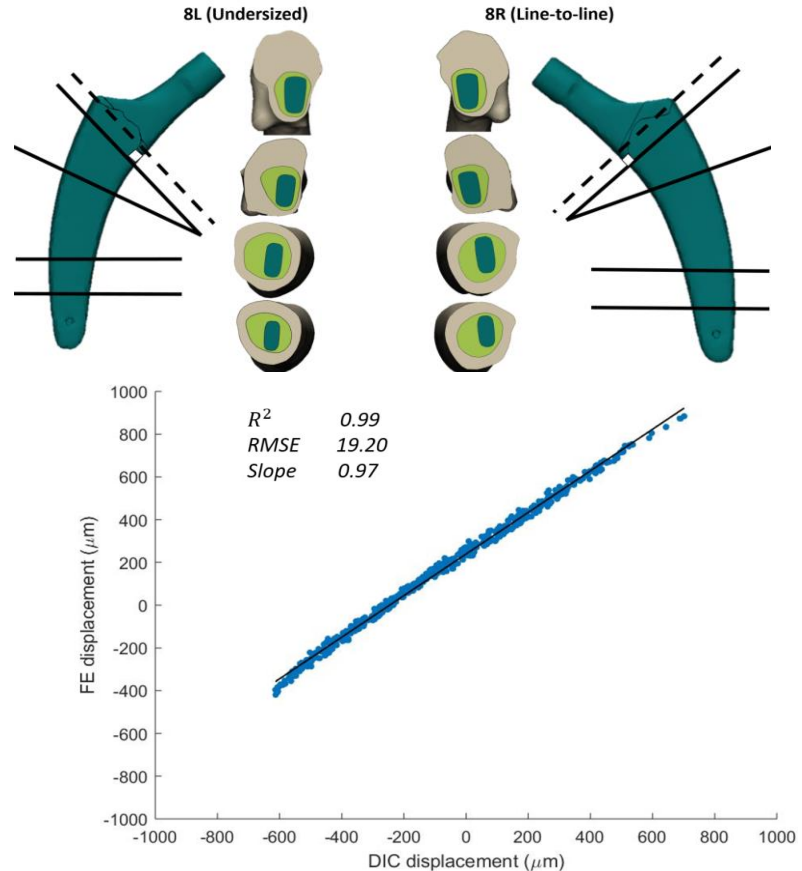 8L (Undersized) 8R (Line-to-line)
R² 0.99
RMSE 19.20
Slope 0.97
1000
800
600
400
200
0
-200
-400
-600
-800
-1000
FE displacement (μm)
-1000 -800 -600 -400 -200 0 200 400 600 800 1000
DIC displacement (μm)